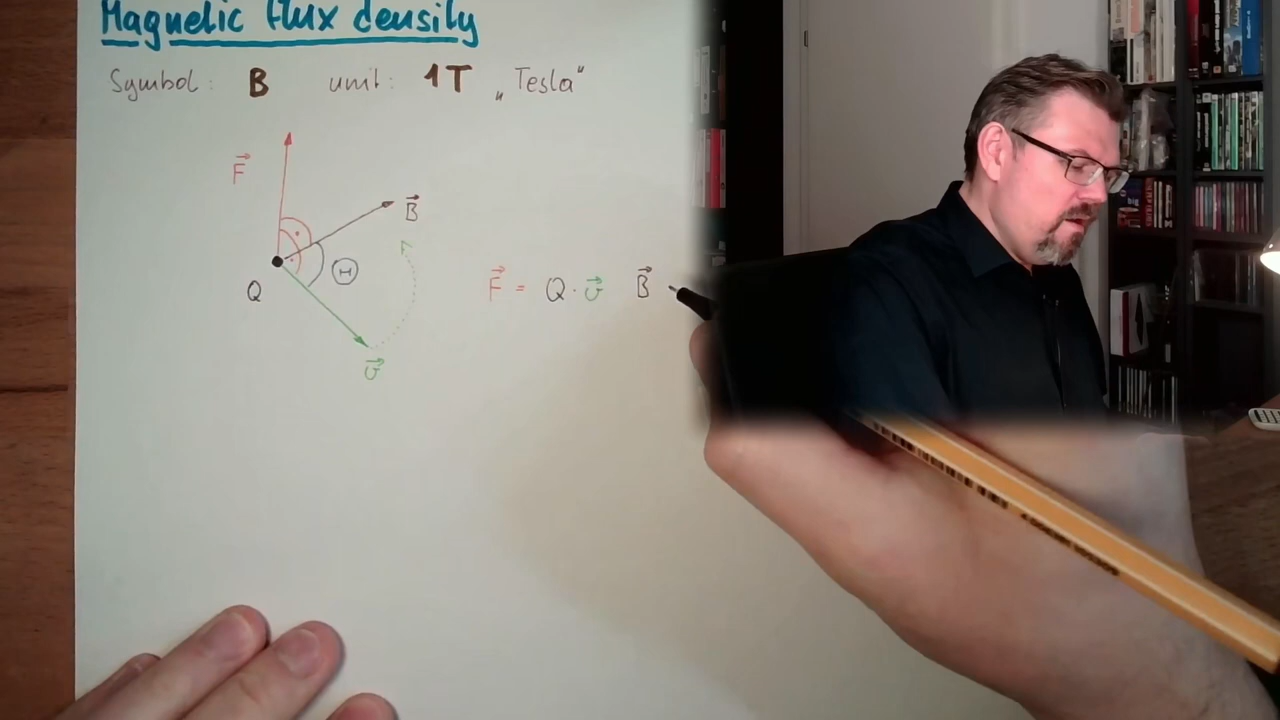 Magnetic flux density
Symbol: B unit: 1T „Tesla“
F⃗
B⃗
Θ
Q
F⃗ = Q · v⃗ B⃗
v⃗